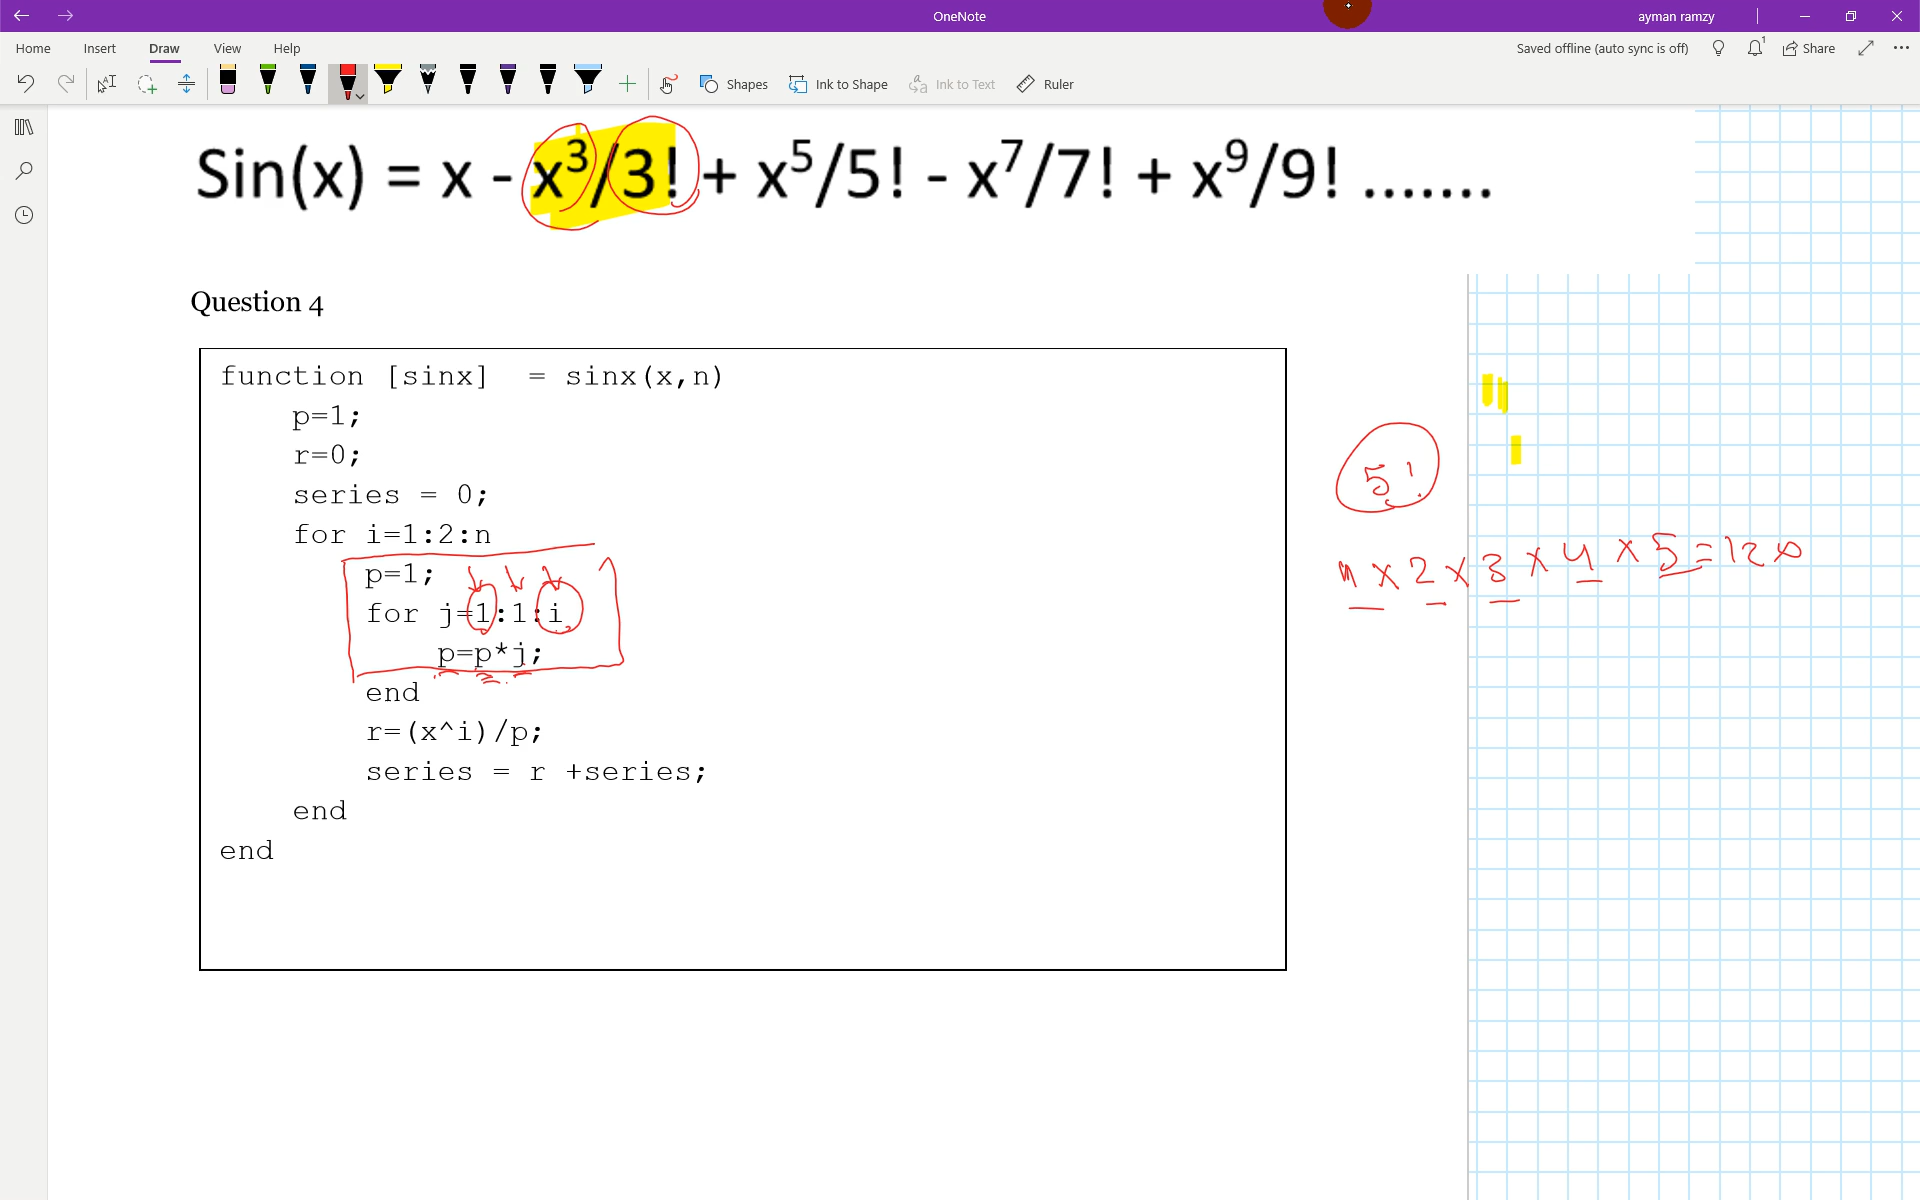 OneNote
ayman ramzy
Home Insert Draw View Help
Saved offline (auto sync is off)
1
Share
Shapes
Ink to Shape
Ink to Text
Ruler
Sin(x) = x - x³/3! + x⁵/5! - x⁷/7! + x⁹/9! .......
Question 4
function [sinx] = sinx(x,n)
p=1;
r=0;
series = 0;
for i=1:2:n
p=1;
for j=1:1:i
p=p*j;
end
r=(x^i)/p;
series = r +series;
end
end
5!
1 x 2 x 3 x 4 x 5 = 120